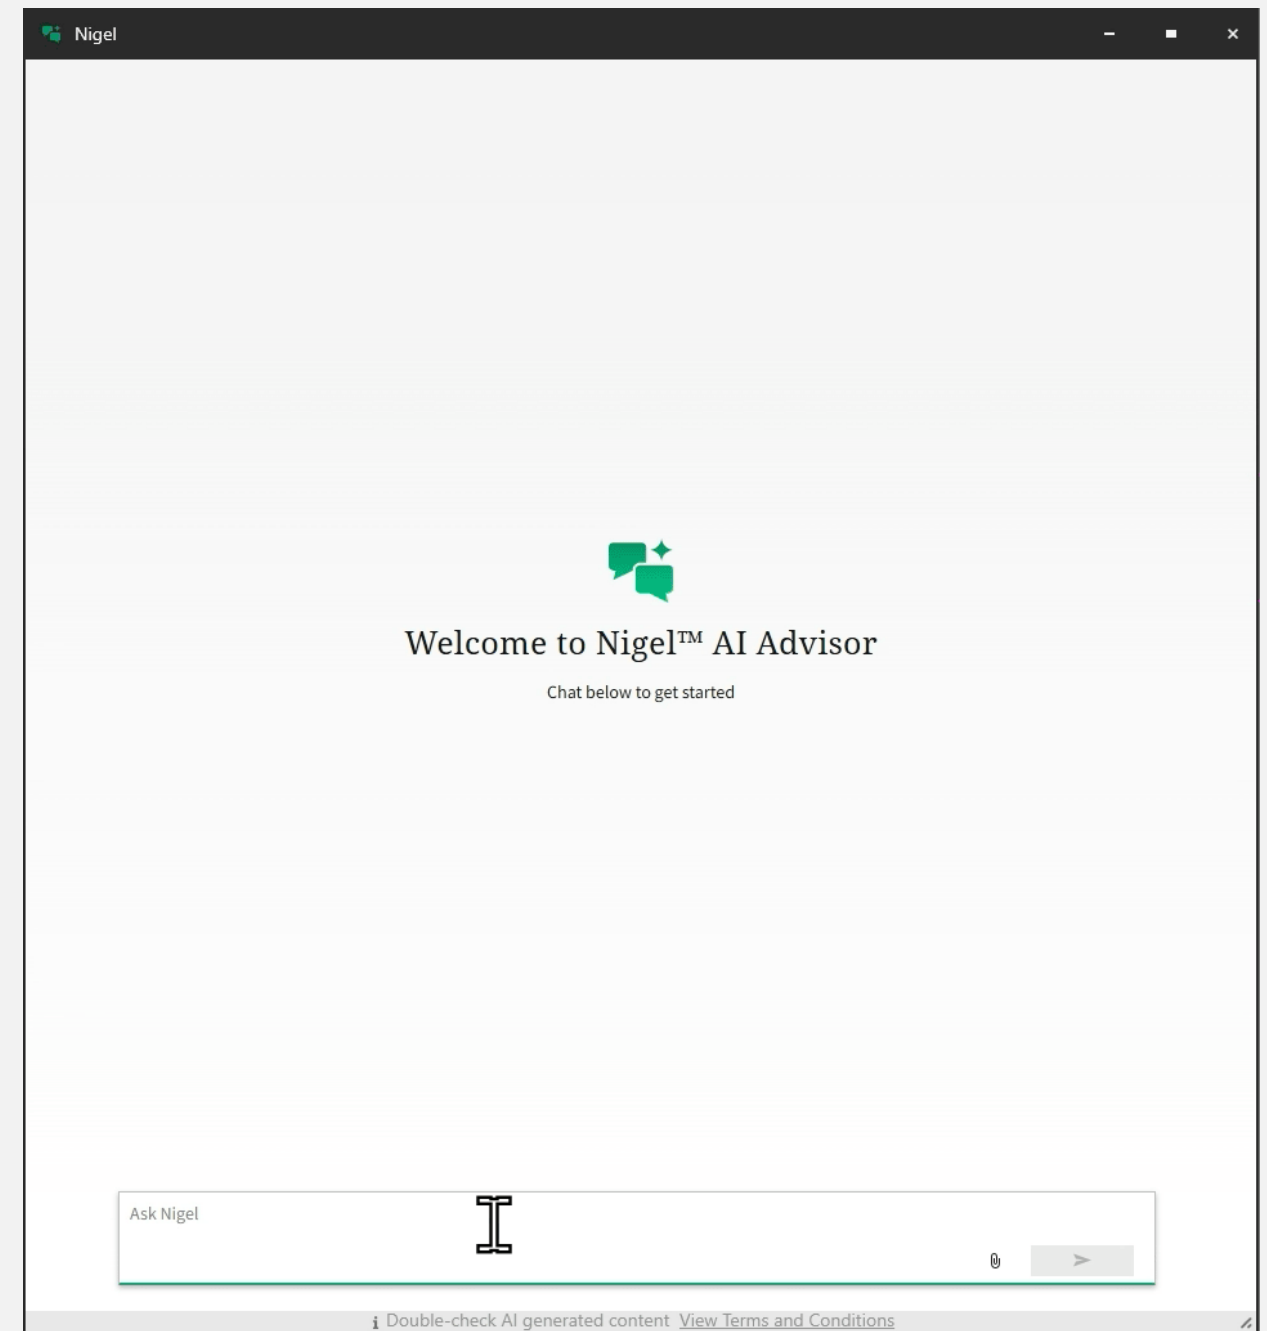 Nigel
Welcome to Nigel™ AI Advisor
Chat below to get started
Ask Nigel
Double-check AI generated content View Terms and Conditions